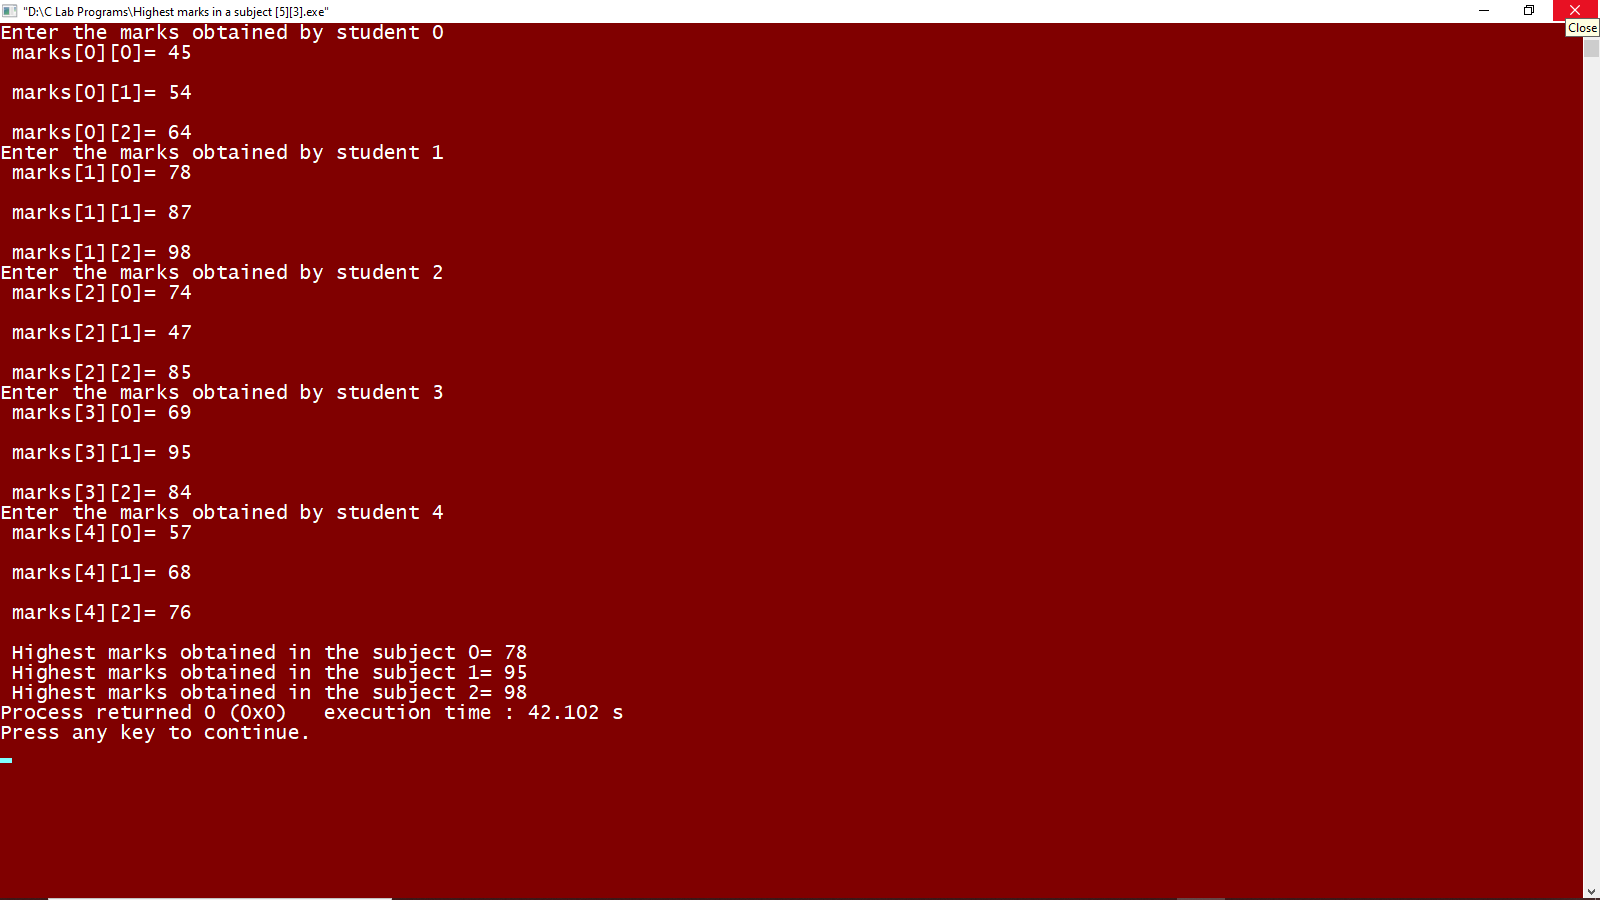 "D:\C Lab Programs\Highest marks in a subject [5][3].exe"
Close
Enter the marks obtained by student 0
marks[0][0]= 45
marks[0][1]= 54
marks[0][2]= 64
Enter the marks obtained by student 1
marks[1][0]= 78
marks[1][1]= 87
marks[1][2]= 98
Enter the marks obtained by student 2
marks[2][0]= 74
marks[2][1]= 47
marks[2][2]= 85
Enter the marks obtained by student 3
marks[3][0]= 69
marks[3][1]= 95
marks[3][2]= 84
Enter the marks obtained by student 4
marks[4][0]= 57
marks[4][1]= 68
marks[4][2]= 76
Highest marks obtained in the subject 0= 78
Highest marks obtained in the subject 1= 95
Highest marks obtained in the subject 2= 98
Process returned 0 (0x0)   execution time : 42.102 s
Press any key to continue.